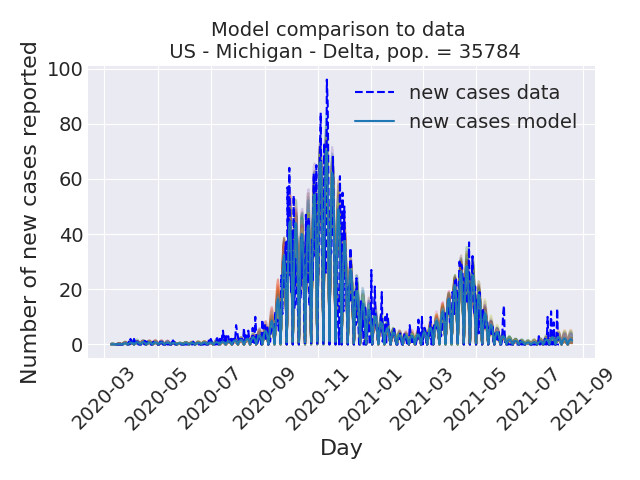 Model comparison to data
US - Michigan - Delta, pop. = 35784
Number of new cases reported
100
80
60
40
20
0
new cases data
new cases model
2020-03
2020-05
2020-07
2020-09
2020-11
2021-01
2021-03
2021-05
2021-07
2021-09
Day